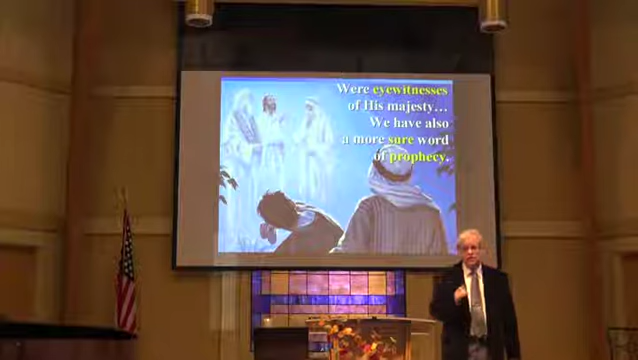 Were eyewitnesses
of His majesty...
We have also
a more sure word
of prophecy.